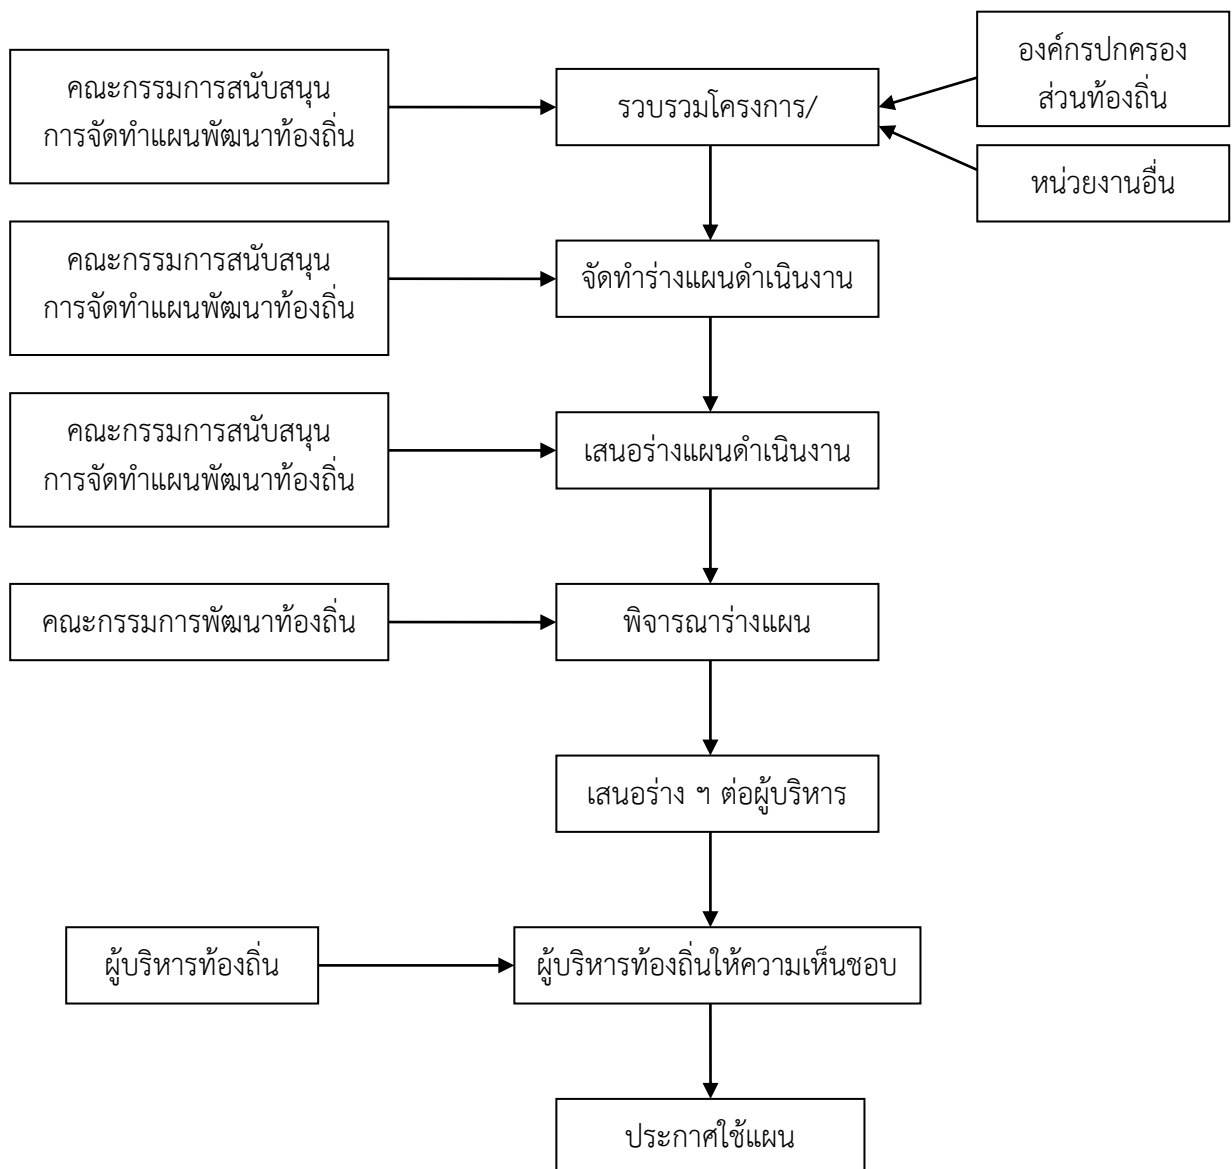 คณะกรรมการสนับสนุน
การจัดทำแผนพัฒนาท้องถิ่น
รวบรวมโครงการ/
องค์กรปกครอง
ส่วนท้องถิ่น
หน่วยงานอื่น
คณะกรรมการสนับสนุน
การจัดทำแผนพัฒนาท้องถิ่น
จัดทำร่างแผนดำเนินงาน
คณะกรรมการสนับสนุน
การจัดทำแผนพัฒนาท้องถิ่น
เสนอร่างแผนดำเนินงาน
คณะกรรมการพัฒนาท้องถิ่น
พิจารณาร่างแผน
เสนอร่าง ฯ ต่อผู้บริหาร
ผู้บริหารท้องถิ่น
ผู้บริหารท้องถิ่นให้ความเห็นชอบ
ประกาศใช้แผน